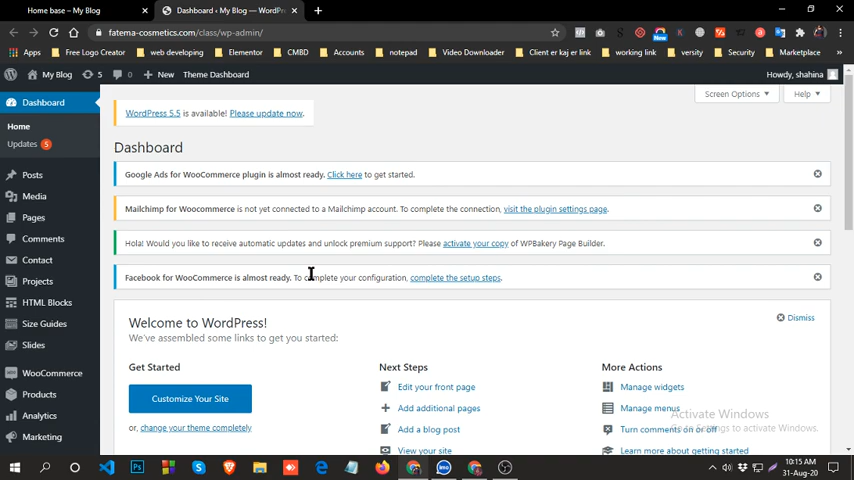 Home base – My Blog
Dashboard ‹ My Blog — WordPr
fatema-cosmetics.com/class/wp-admin/
Apps Free Logo Creator web developing Elementor CMBD Accounts notepad Video Downloader Client er kaj er link working link versity Security Marketplace »
My Blog 5 0 New Theme Dashboard Howdy, shahina
Dashboard
Home
Updates 5
Posts
Media
Pages
Comments
Contact
Projects
HTML Blocks
Size Guides
Slides
WooCommerce
Products
Analytics
Marketing
Screen Options Help
WordPress 5.5 is available! Please update now.
Dashboard
Google Ads for WooCommerce plugin is almost ready. Click here to get started.
Mailchimp for Woocommerce is not yet connected to a Mailchimp account. To complete the connection, visit the plugin settings page.
Hola! Would you like to receive automatic updates and unlock premium support? Please activate your copy of WPBakery Page Builder.
Facebook for WooCommerce is almost ready. To complete your configuration, complete the setup steps.
Welcome to WordPress!
We've assembled some links to get you started:
Dismiss
Get Started
Customize Your Site
or, change your theme completely
Next Steps
Edit your front page
Add additional pages
Add a blog post
View your site
More Actions
Manage widgets
Manage menus
Turn comments on or off
Learn more about getting started
Activate Windows
Go to Settings to activate Windows.
10:15 AM
31-Aug-20